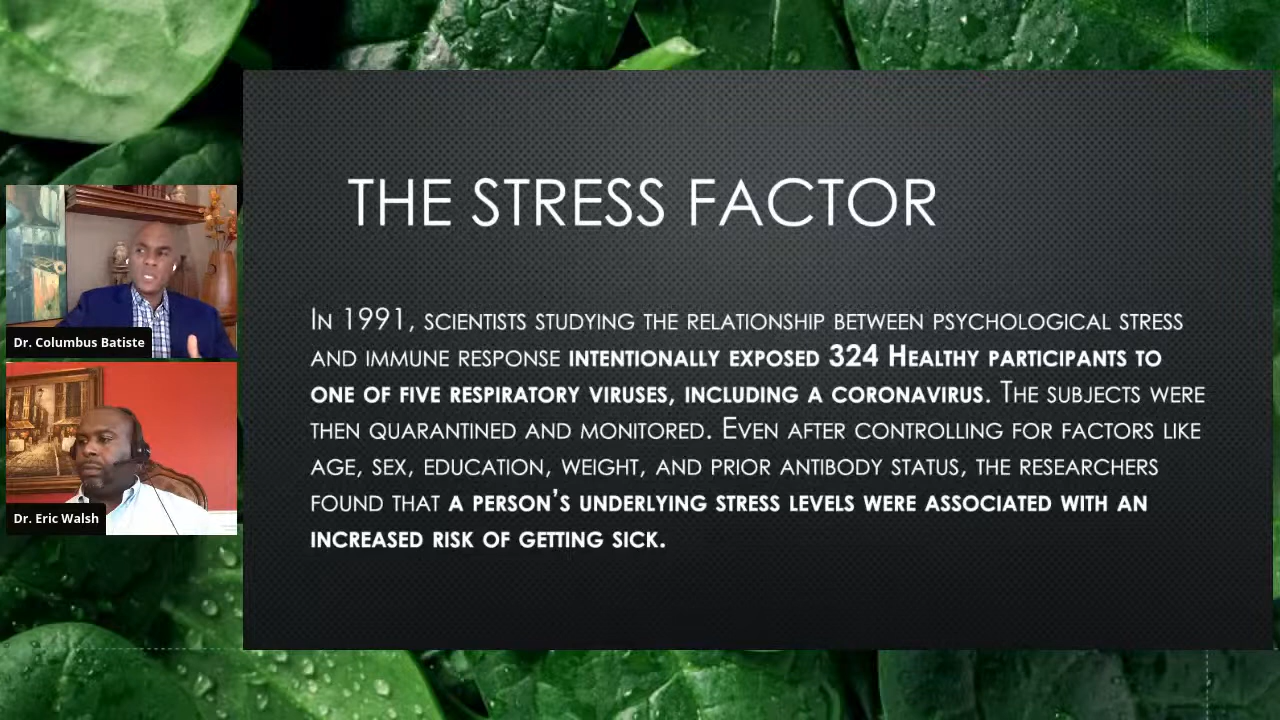 THE STRESS FACTOR
In 1991, scientists studying the relationship between psychological stress
and immune response intentionally exposed 324 Healthy participants to
one of five respiratory viruses, including a coronavirus. The subjects were
then quarantined and monitored. Even after controlling for factors like
age, sex, education, weight, and prior antibody status, the researchers
found that a person's underlying stress levels were associated with an
increased risk of getting sick.
Dr. Columbus Batiste
Dr. Eric Walsh